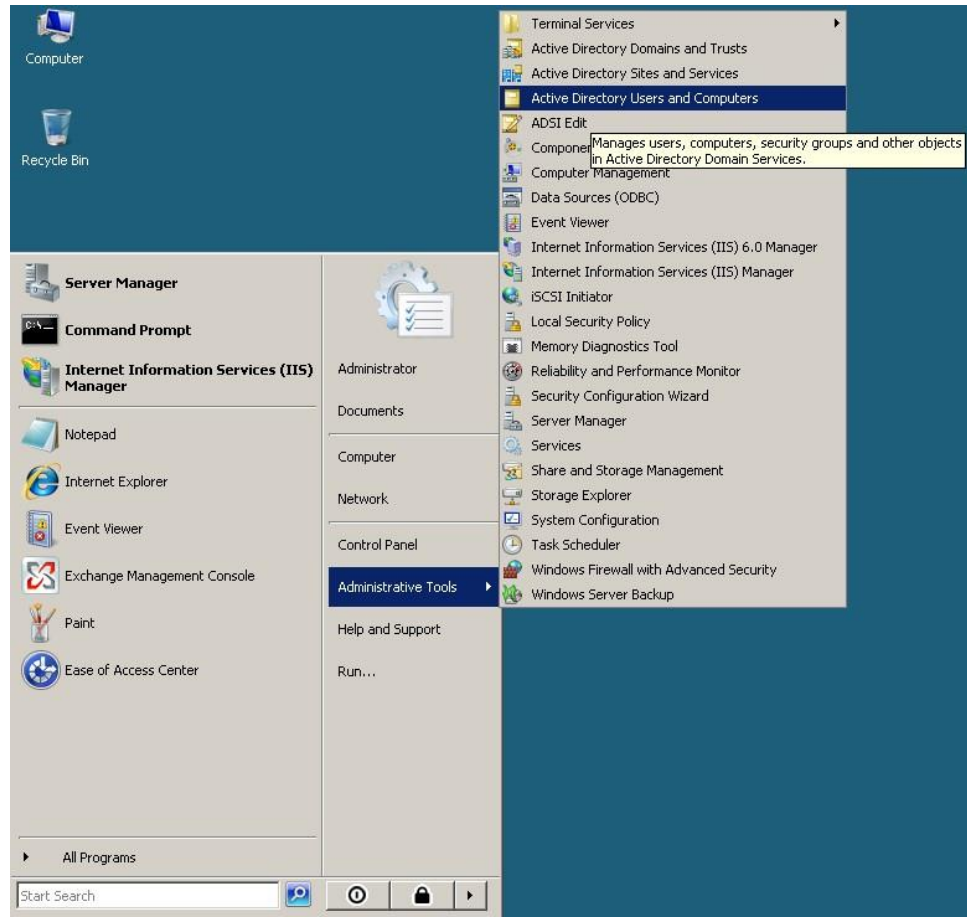 Computer
Recycle Bin
Server Manager
Command Prompt
Internet Information Services (IIS)
Manager
Notepad
Internet Explorer
Event Viewer
Exchange Management Console
Paint
Ease of Access Center
All Programs
Start Search
Administrator
Documents
Computer
Network
Control Panel
Administrative Tools
Help and Support
Run...
Terminal Services
Active Directory Domains and Trusts
Active Directory Sites and Services
Active Directory Users and Computers
ADSI Edit
Manages users, computers, security groups and other objects
in Active Directory Domain Services.
Computer Management
Data Sources (ODBC)
Event Viewer
Internet Information Services (IIS) 6.0 Manager
Internet Information Services (IIS) Manager
iSCSI Initiator
Local Security Policy
Memory Diagnostics Tool
Reliability and Performance Monitor
Security Configuration Wizard
Server Manager
Services
Share and Storage Management
Storage Explorer
System Configuration
Task Scheduler
Windows Firewall with Advanced Security
Windows Server Backup